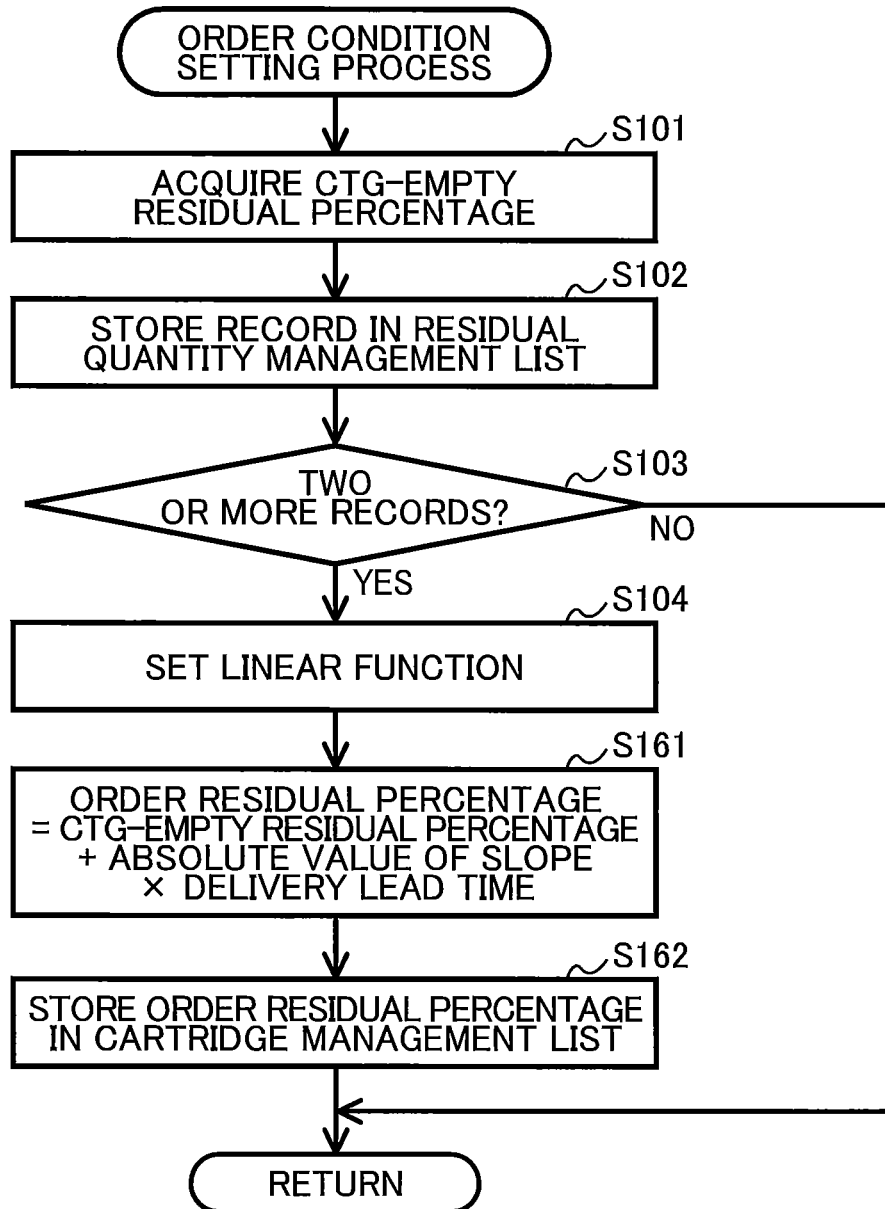 ORDER CONDITION
SETTING PROCESS
S101
ACQUIRE CTG-EMPTY
RESIDUAL PERCENTAGE
S102
STORE RECORD IN RESIDUAL
QUANTITY MANAGEMENT LIST
S103
TWO
OR MORE RECORDS?
NO
YES
S104
SET LINEAR FUNCTION
S161
ORDER RESIDUAL PERCENTAGE
= CTG-EMPTY RESIDUAL PERCENTAGE
+ ABSOLUTE VALUE OF SLOPE
× DELIVERY LEAD TIME
S162
STORE ORDER RESIDUAL PERCENTAGE
IN CARTRIDGE MANAGEMENT LIST
RETURN